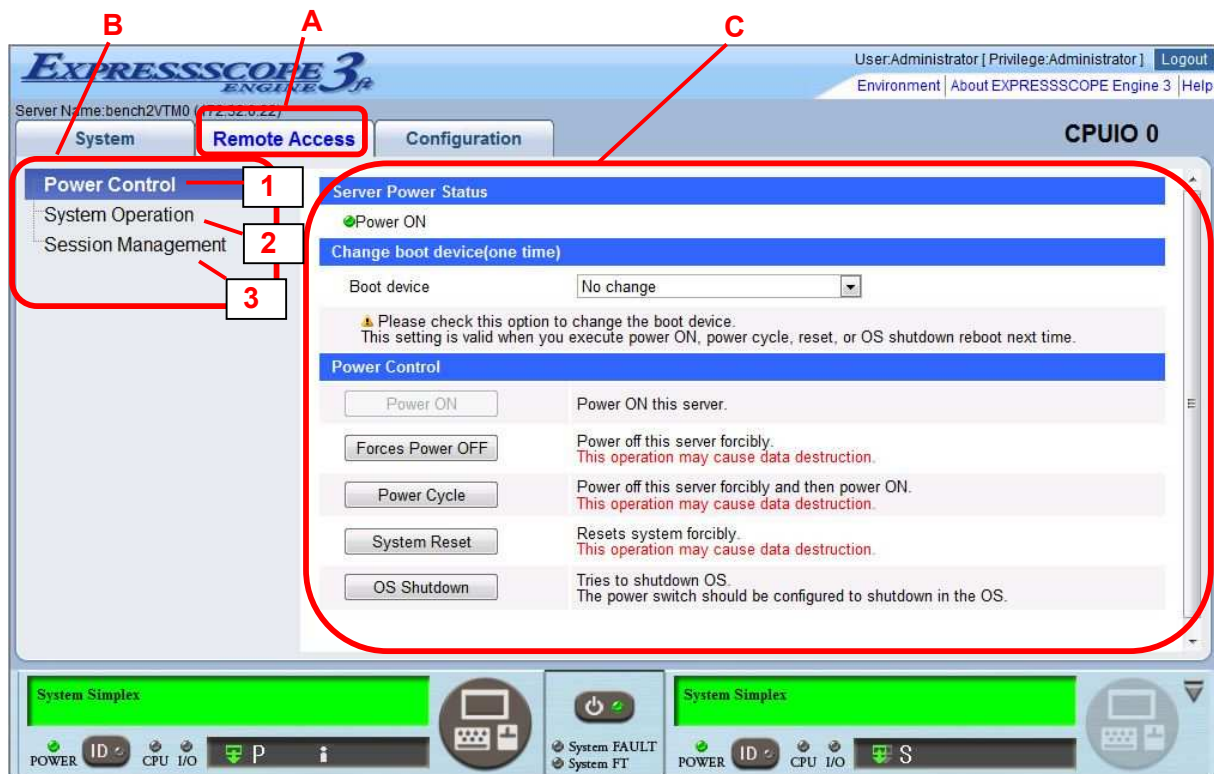 B
A
C
EXPRESSSCOPE
ENGINE 3 ft
User:Administrator [ Privilege:Administrator ] Logout
Environment About EXPRESSSCOPE Engine 3 Help
Server Name:bench2VTM0
System
Remote Access
Configuration
CPUIO 0
Power Control
1
System Operation
2
Session Management
3
Server Power Status
Power ON
Change boot device(one time)
Boot device
No change
Please check this option to change the boot device.
This setting is valid when you execute power ON, power cycle, reset, or OS shutdown reboot next time.
Power Control
Power ON
Power ON this server.
Forces Power OFF
Power off this server forcibly.
This operation may cause data destruction.
Power Cycle
Power off this server forcibly and then power ON.
This operation may cause data destruction.
System Reset
Resets system forcibly.
This operation may cause data destruction.
OS Shutdown
Tries to shutdown OS.
The power switch should be configured to shutdown in the OS.
System Simplex
POWER ID CPU I/O P i
System FAULT
System FT
System Simplex
POWER ID CPU I/O S